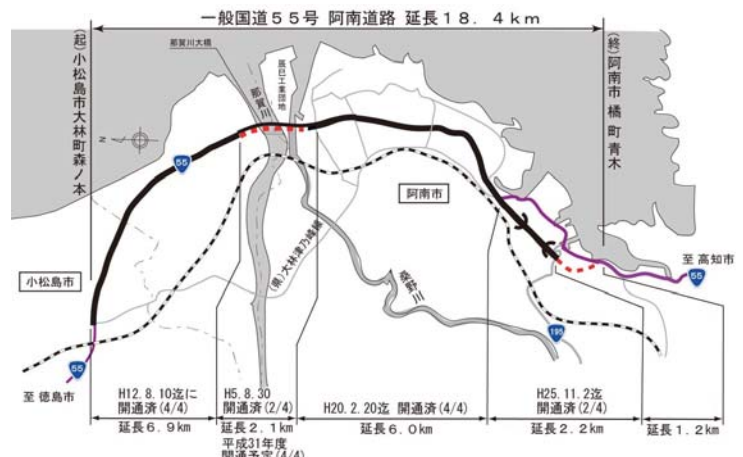 一般国道55号 阿南道路 延長18.4km
(起)小松島市大林町森ノ本
(終)阿南市橘町青木
那賀川大橋
那賀川
辰巳工業団地
N
55
阿南市
小松島市
(県)大林津乃峰線
桑野川
至 高知市
55
195
55
至 徳島市
H12.8.10迄に
開通済(4/4)
延長6.9km
H5.8.30
開通済(2/4)
延長2.1km
平成31年度
開通予定(4/4)
H20.2.20迄 開通済(4/4)
延長6.0km
H25.11.2迄
開通済(2/4)
延長2.2km
延長1.2km